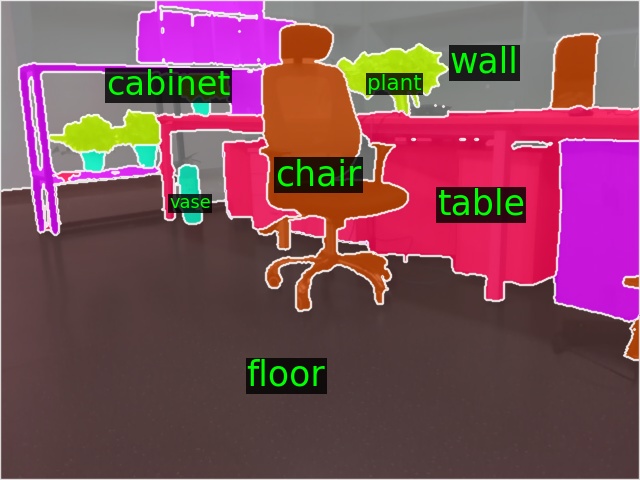 wall
cabinet
plant
chair
vase
table
floor